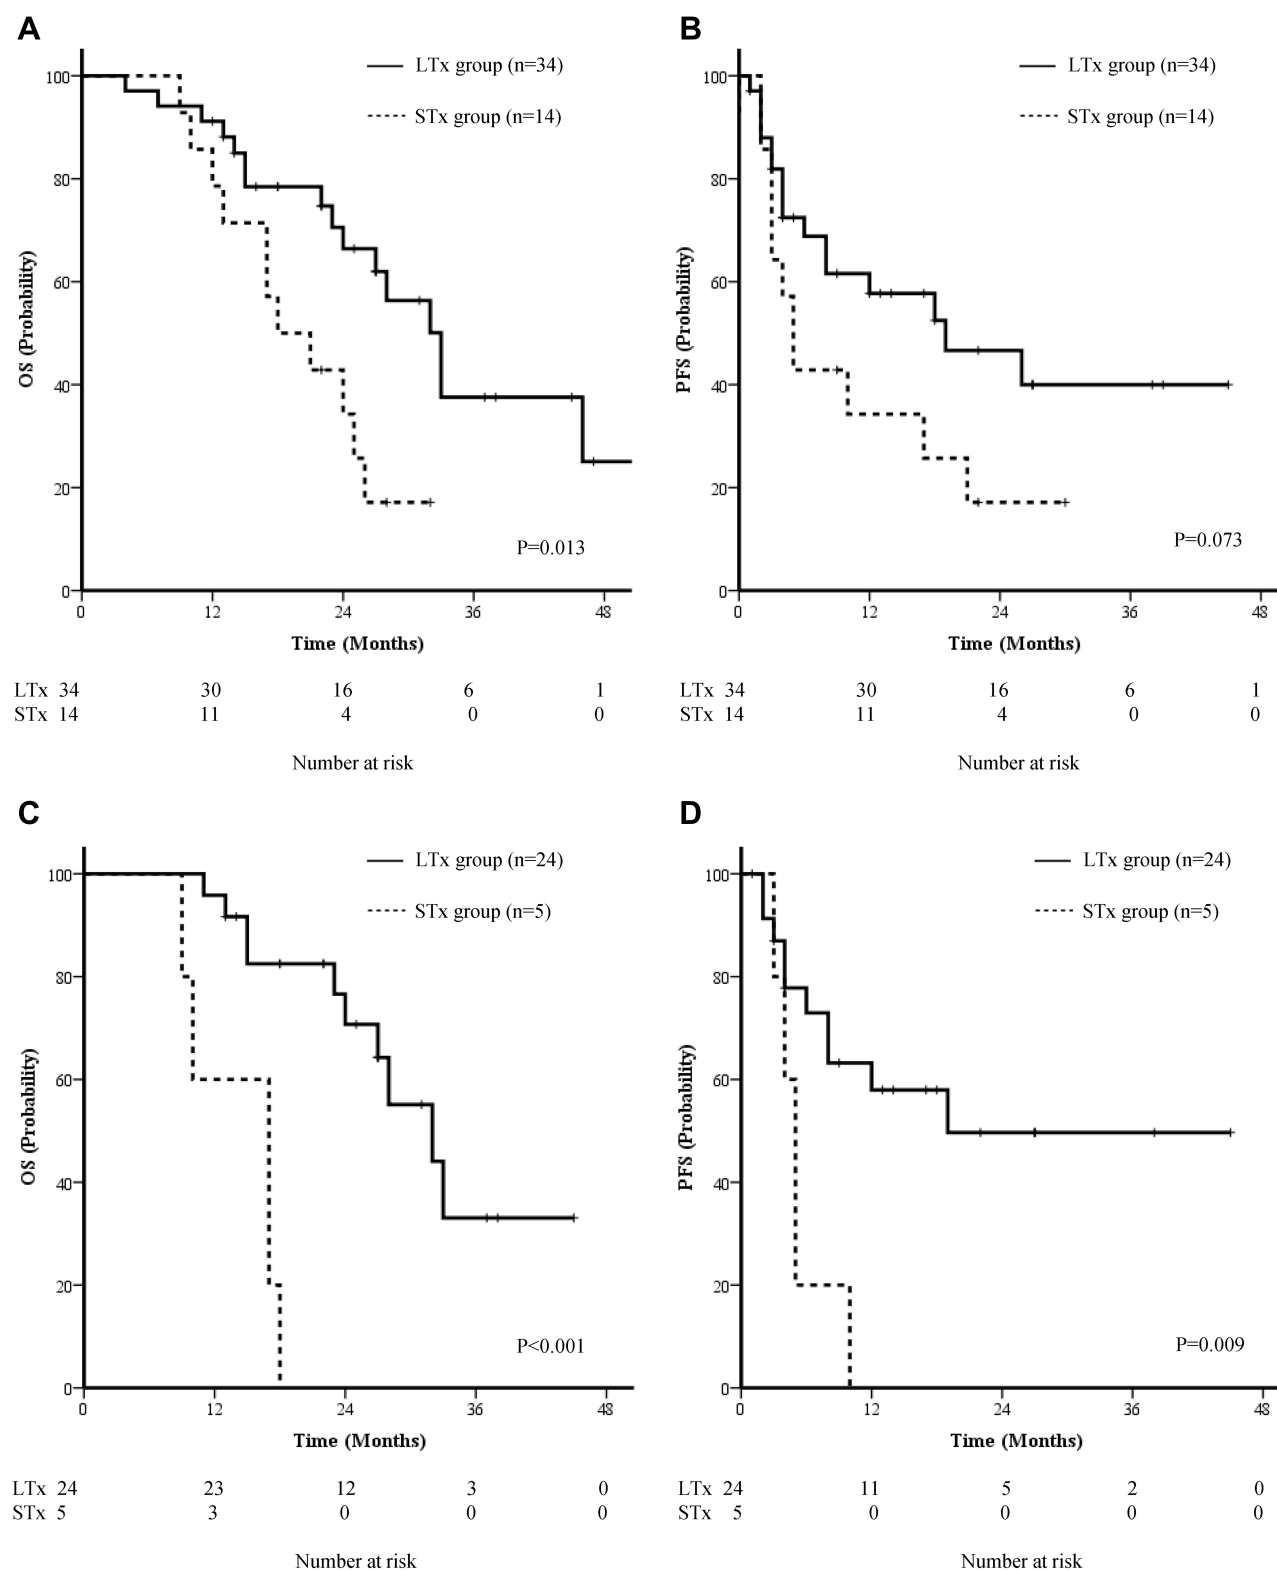 A
LTx group (n=34)
STx group (n=14)
100
80
60
40
20
0
OS (Probability)
P=0.013
0 12 24 36 48
Time (Months)
LTx 34 30 16 6 1
STx 14 11 4 0 0
Number at risk
B
LTx group (n=34)
STx group (n=14)
100
80
60
40
20
0
PFS (Probability)
P=0.073
0 12 24 36 48
Time (Months)
LTx 34 30 16 6 1
STx 14 11 4 0 0
Number at risk
C
LTx group (n=24)
STx group (n=5)
100
80
60
40
20
0
OS (Probability)
P<0.001
0 12 24 36 48
Time (Months)
LTx 24 23 12 3 0
STx 5 3 0 0 0
Number at risk
D
LTx group (n=24)
STx group (n=5)
100
80
60
40
20
0
PFS (Probability)
P=0.009
0 12 24 36 48
Time (Months)
LTx 24 11 5 2 0
STx 5 0 0 0 0
Number at risk